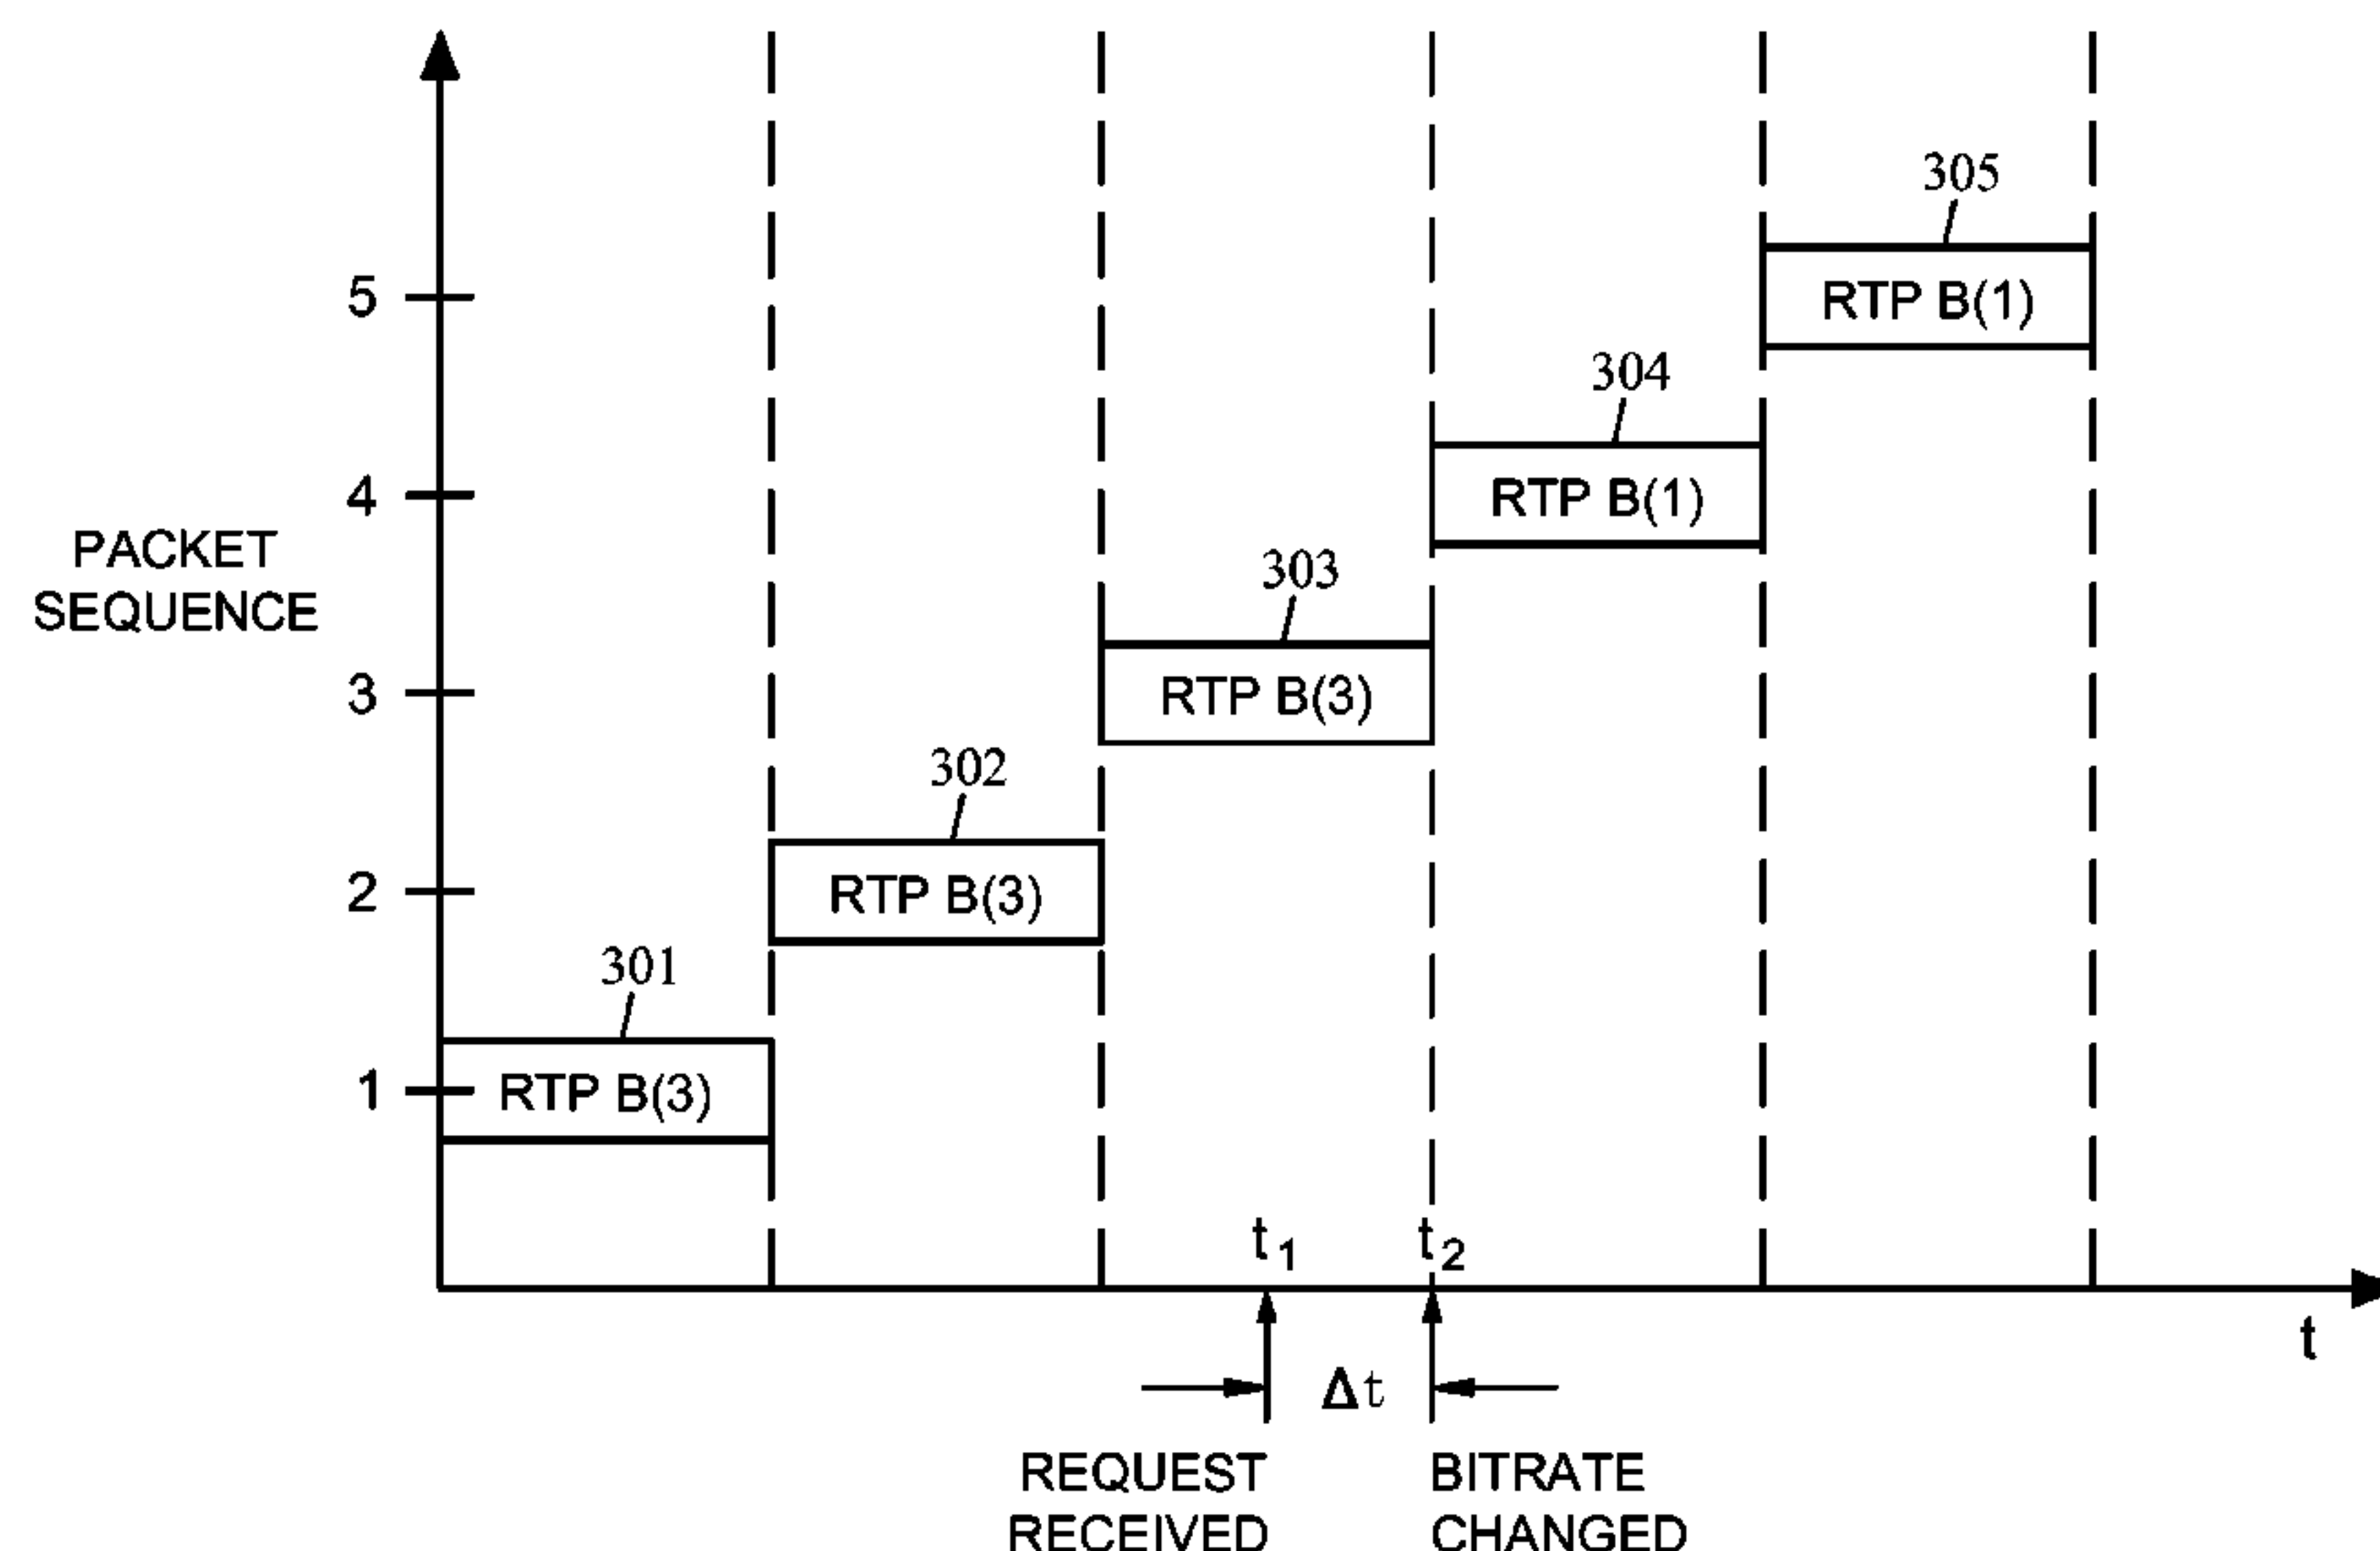 305
5
RTP B(1)
304
4
RTP B(1)
PACKET
SEQUENCE
303
3
RTP B(3)
302
2
RTP B(3)
301
1
RTP B(3)
t1
t2
t
Δt
REQUEST
RECEIVED
BITRATE
CHANGED